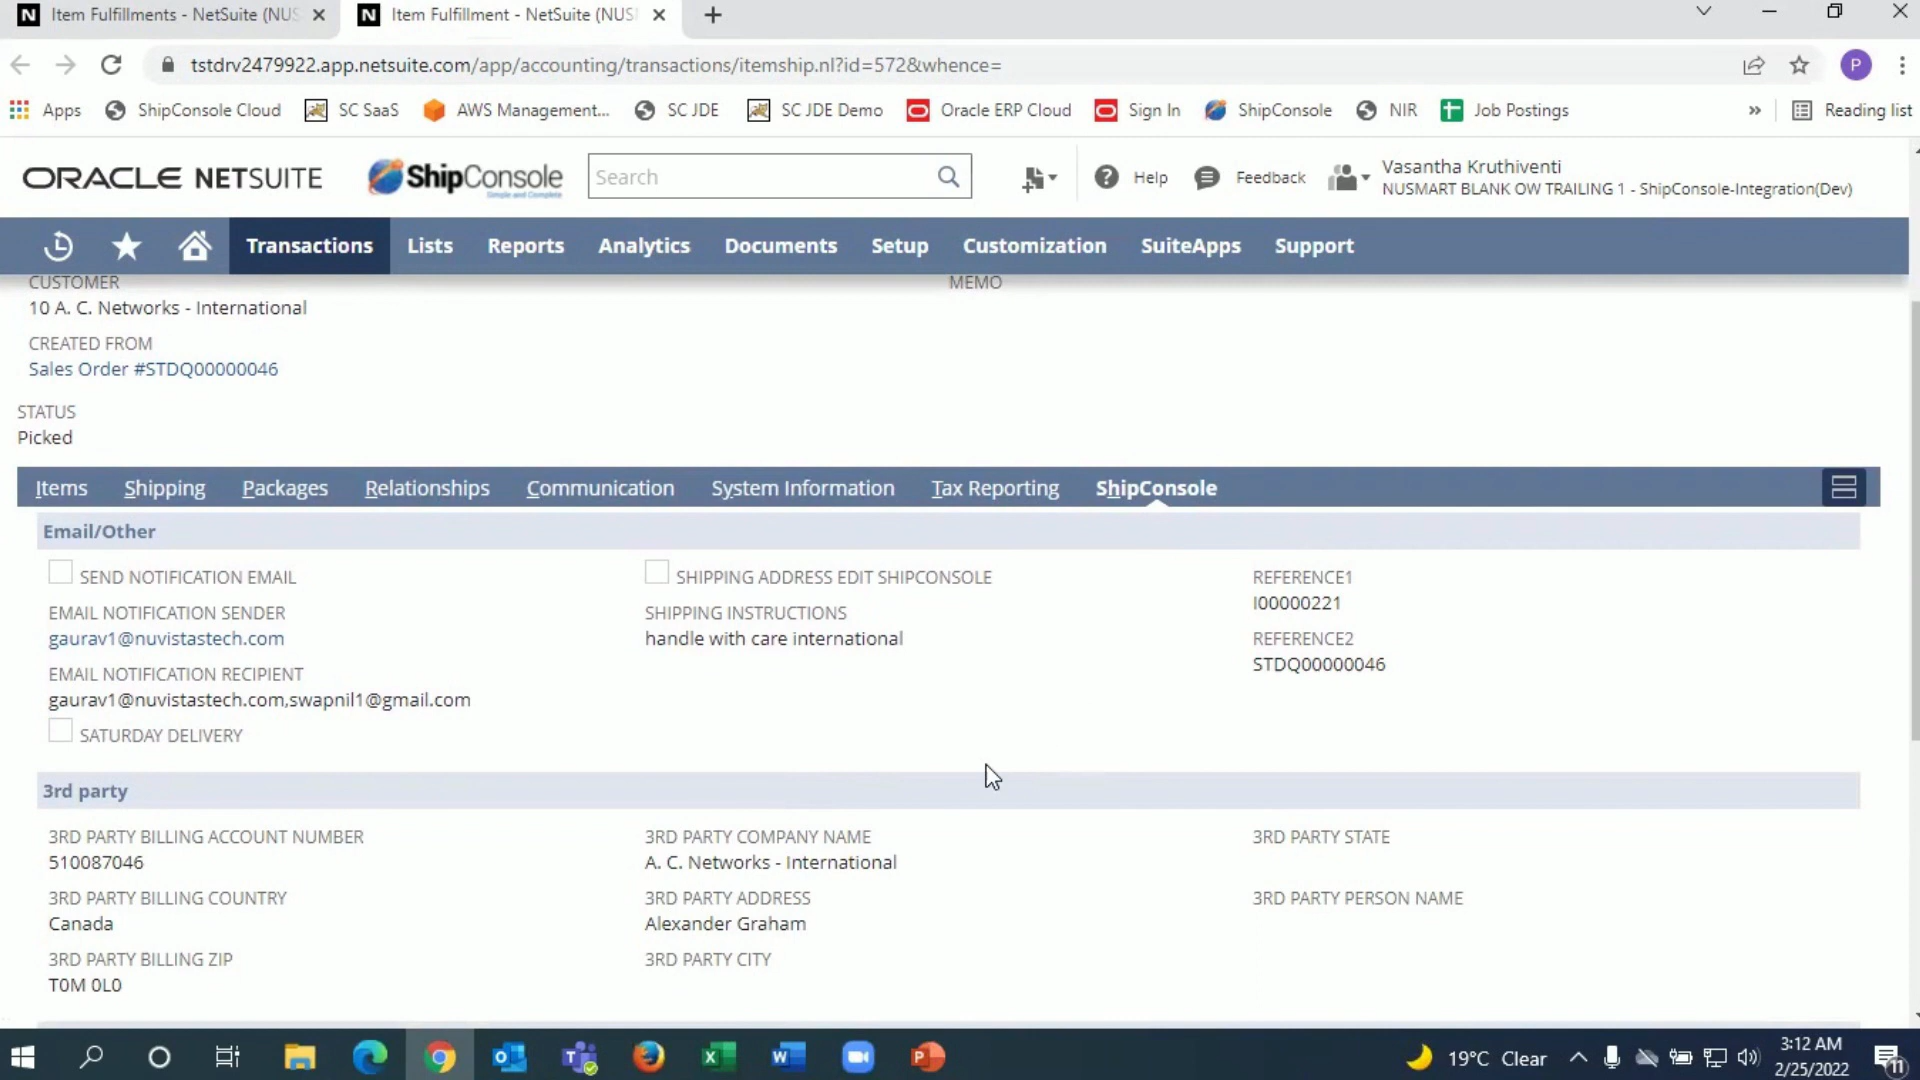 Item Fulfillments - NetSuite (NUS
Item Fulfillment - NetSuite (NUS
tstdrv2479922.app.netsuite.com/app/accounting/transactions/itemship.nl?id=572&whence=
P
Apps
ShipConsole Cloud
SC SaaS
AWS Management...
SC JDE
SC JDE Demo
Oracle ERP Cloud
Sign In
ShipConsole
NIR
Job Postings
»
Reading list
ORACLE NETSUITE
ShipConsole
Simple and Complete
Search
Help
Feedback
Vasantha Kruthiventi
NUSMART BLANK OW TRAILING 1 - ShipConsole-Integration(Dev)
Transactions
Lists
Reports
Analytics
Documents
Setup
Customization
SuiteApps
Support
CUSTOMER
10 A. C. Networks - International
MEMO
CREATED FROM
Sales Order #STDQ00000046
STATUS
Picked
Items
Shipping
Packages
Relationships
Communication
System Information
Tax Reporting
ShipConsole
Email/Other
SEND NOTIFICATION EMAIL
EMAIL NOTIFICATION SENDER
gaurav1@nuvistastech.com
EMAIL NOTIFICATION RECIPIENT
gaurav1@nuvistastech.com,swapnil1@gmail.com
SATURDAY DELIVERY
SHIPPING ADDRESS EDIT SHIPCONSOLE
SHIPPING INSTRUCTIONS
handle with care international
REFERENCE1
I00000221
REFERENCE2
STDQ00000046
3rd party
3RD PARTY BILLING ACCOUNT NUMBER
510087046
3RD PARTY BILLING COUNTRY
Canada
3RD PARTY BILLING ZIP
T0M 0L0
3RD PARTY COMPANY NAME
A. C. Networks - International
3RD PARTY ADDRESS
Alexander Graham
3RD PARTY CITY
3RD PARTY STATE
3RD PARTY PERSON NAME
19°C Clear
3:12 AM
2/25/2022
11